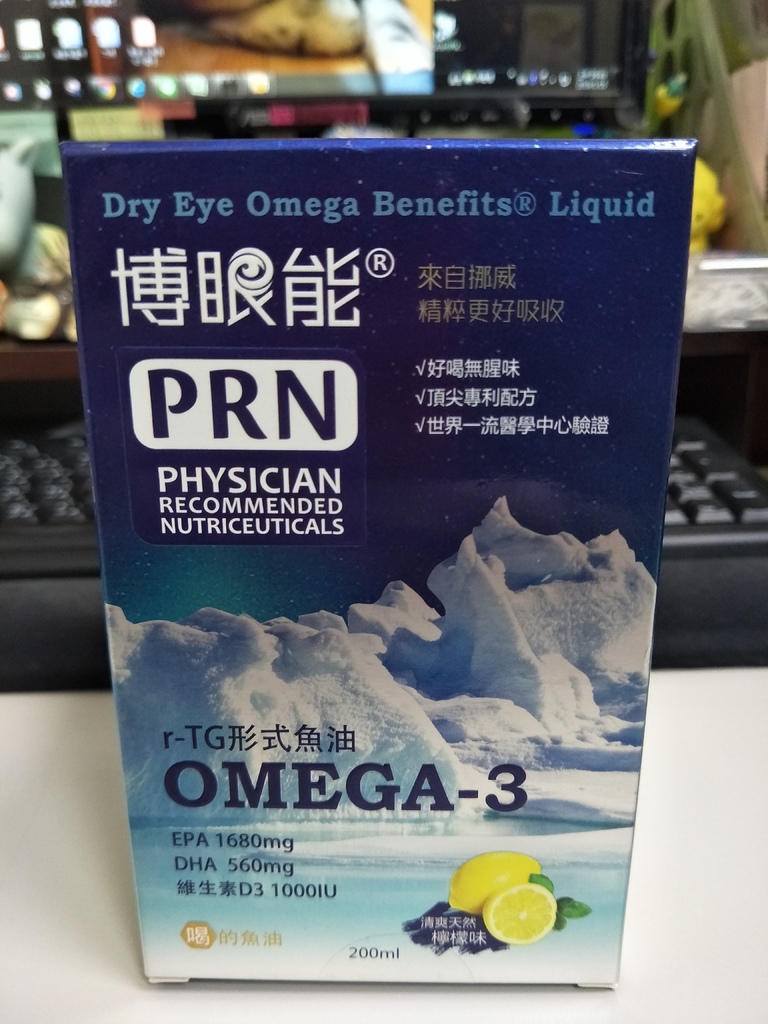 Dry Eye Omega Benefits® Liquid
博眼能®
來自挪威
精粹更好吸收
√好喝無腥味
√頂尖專利配方
√世界一流醫學中心驗證
PRN
PHYSICIAN
RECOMMENDED
NUTRICEUTICALS
r-TG形式魚油
OMEGA-3
EPA 1680mg
DHA 560mg
維生素D3 1000IU
清爽天然
檸檬味
喝的魚油
200ml